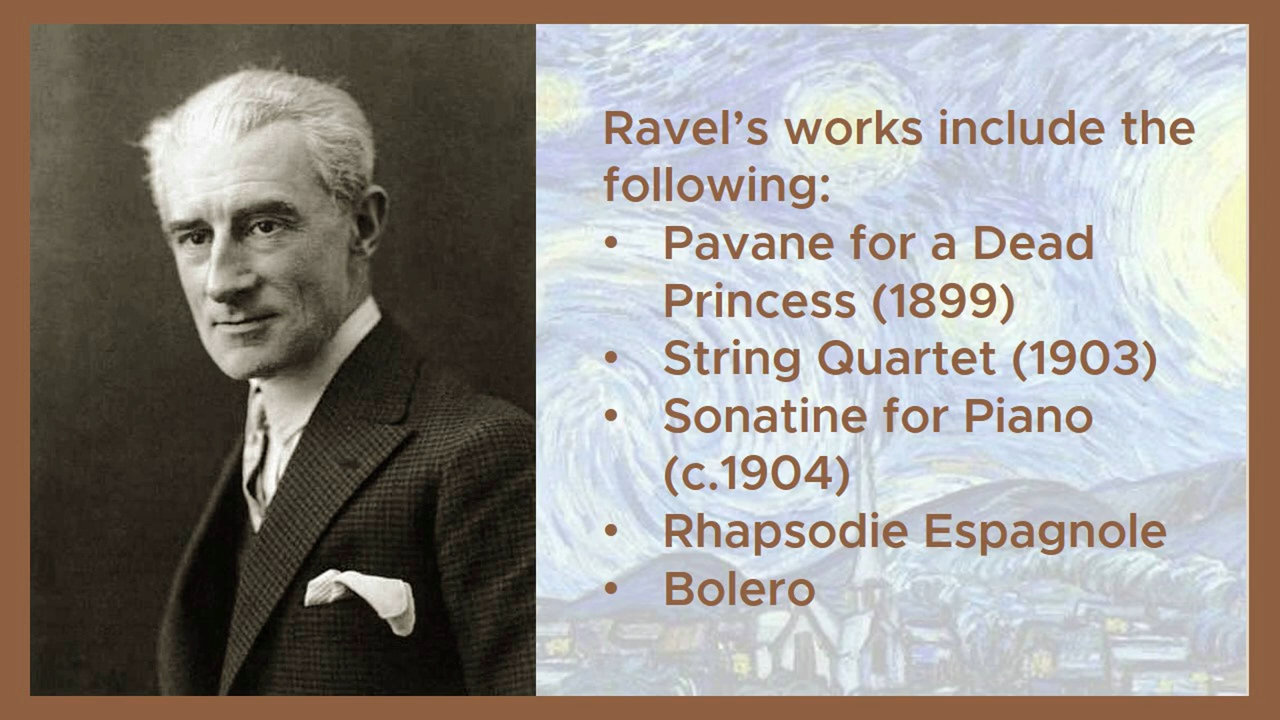 Ravel’s works include the
following:
• Pavane for a Dead
Princess (1899)
• String Quartet (1903)
• Sonatine for Piano
(c.1904)
• Rhapsodie Espagnole
• Bolero